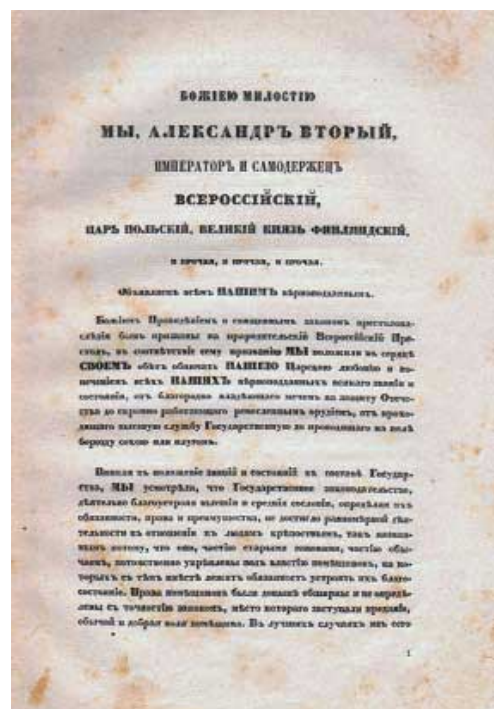 БОЖІЕЮ МИЛОСТІЮ
МЫ, АЛЕКСАНДРЪ ВТОРЫЙ,
ИМПЕРАТОРЪ И САМОДЕРЖЕЦЪ
ВСЕРОССІЙСКІЙ,
ЦАРЬ ПОЛЬСКІЙ, ВЕЛИКІЙ КНЯЗЬ ФИНЛЯНДСКІЙ,
и прочая, и прочая, и прочая.
Объявляемъ всѣмъ НАШИМЪ вѣрноподданнымъ.
Божіимъ Провидѣніемъ и священнымъ закономъ престолона-
слѣдія бывъ призваны на прародительскій Всероссійскій Пре-
столъ, въ соотвѣтствіе сему призванію МЫ положили въ сердцѣ
СВОЕМЪ обѣтъ обнимать НАШЕЮ Царскою любовію и по-
печеніемъ всѣхъ НАШИХЪ вѣрноподданныхъ всякаго званія и
состоянія, отъ благородно владѣющаго мечемъ на защиту Отече-
ства до скромно работающаго ремесленнымъ орудіемъ, отъ прохо-
дящаго высшую службу Государственную до проводящаго на полѣ
борозду сохою или плугомъ.
Вникая въ положеніе званій и состояній въ составѣ Государ-
ства, МЫ усмотрѣли, что Государственное законодательство,
дѣятельно благоустрояя высшія и среднія сословія, опредѣляя ихъ
обязанности, права и преимущества, не достигло равномѣрной дѣя-
тельности въ отношеніи къ людямъ крѣпостнымъ, такъ назван-
нымъ потому, что они, частію старыми законами, частію обы-
чаемъ, потомственно укрѣплены подъ властію помѣщиковъ, на ко-
торыхъ съ тѣмъ вмѣстѣ лежитъ обязанность устроять ихъ благо-
состояніе. Права помѣщиковъ были донынѣ обширны и не опредѣ-
лены съ точностію закономъ, мѣсто котораго заступали преданіе,
обычай и добрая воля помѣщика. Въ лучшихъ случаяхъ изъ сего
1